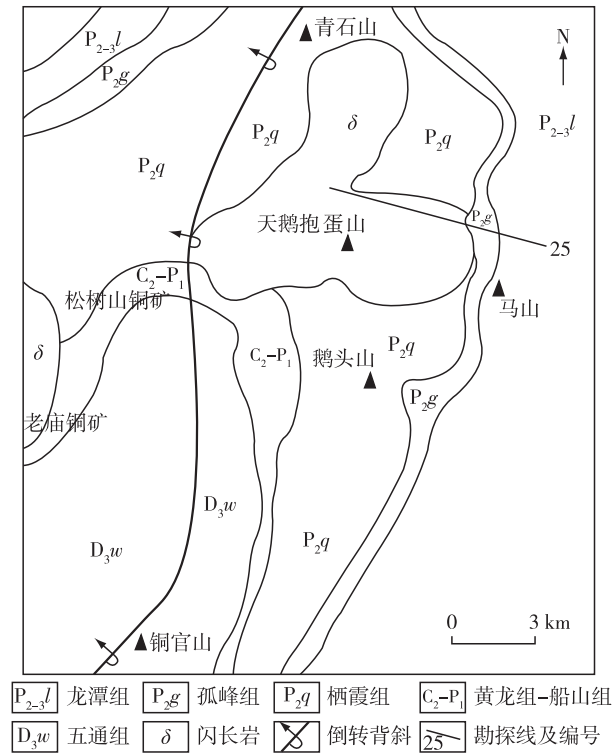 青石山
N
P₂₋₃l
P₂g
P₂q
δ
P₂q
P₂₋₃l
P₂q
P₂g
天鹅抱蛋山
25
C₂-P₁
松树山铜矿
马山
δ
C₂-P₁
鹅头山
P₂q
P₂g
老庙铜矿
D₃w
P₂q
D₃w
铜官山
0 3 km
P₂₋₃l 龙潭组 P₂g 孤峰组 P₂q 栖霞组 C₂-P₁ 黄龙组-船山组
D₃w 五通组 δ 闪长岩 倒转背斜 25 勘探线及编号